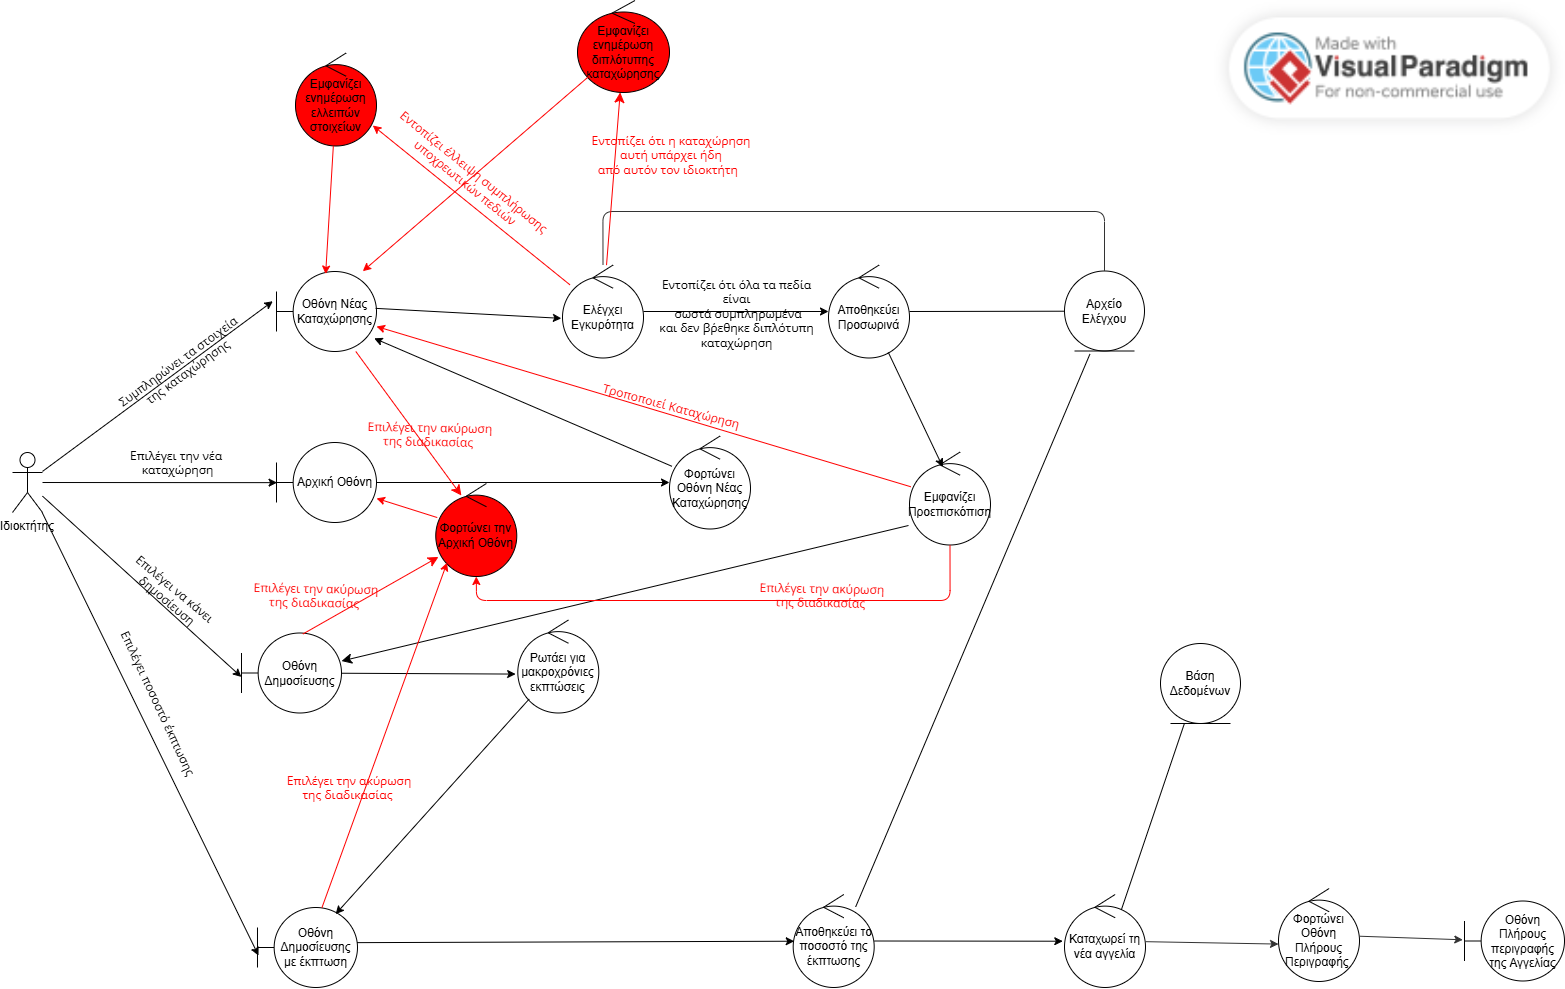 Made with
VisualParadigm
For non-commercial use
Εμφανίζει
ενημέρωση
διπλότυπης
καταχώρησης
Εμφανίζει
ενημέρωση
ελλειπών
στοιχείων
Εντοπίζει έλλειψη συμπλήρωσης
υποχρεωτικών πεδιών
Εντοπίζει ότι η καταχώρηση
αυτή υπάρχει ήδη
από αυτόν τον ιδιοκτήτη
Οθόνη Νέας
Καταχώρησης
Ελέγχει
Εγκυρότητα
Εντοπίζει ότι όλα τα πεδία
είναι
σωστά συμπληρωμένα
και δεν βρέθηκε διπλότυπη
καταχώρηση
Αποθηκεύει
Προσωρινά
Αρχείο
Ελέγχου
Συμπληρώνει τα στοιχεία
της καταχώρησης
Τροποποιεί Καταχώρηση
Επιλέγει την ακύρωση
της διαδικασίας
Επιλέγει την νέα
καταχώρηση
Αρχική Οθόνη
Φορτώνει
Οθόνη Νέας
Καταχώρησης
Εμφανίζει
Προεπισκόπιση
Ιδιοκτήτης
Φορτώνει την
Αρχική Οθόνη
Επιλέγει να κάνει
δημοσίευση
Επιλέγει την ακύρωση
της διαδικασίας
Επιλέγει την ακύρωση
της διαδικασίας
Επιλέγει ποσοστό έκπτωσης
Οθόνη
Δημοσίευσης
Ρωτάει για
μακροχρόνιες
εκπτώσεις
Βάση
Δεδομένων
Επιλέγει την ακύρωση
της διαδικασίας
Οθόνη
Δημοσίευσης
με έκπτωση
Αποθηκεύει το
ποσοστό της
έκπτωσης
Καταχωρεί τη
νέα αγγελία
Φορτώνει
Οθόνη
Πλήρους
Περιγραφής
Οθόνη
Πλήρους
περιγραφής
της Αγγελίας